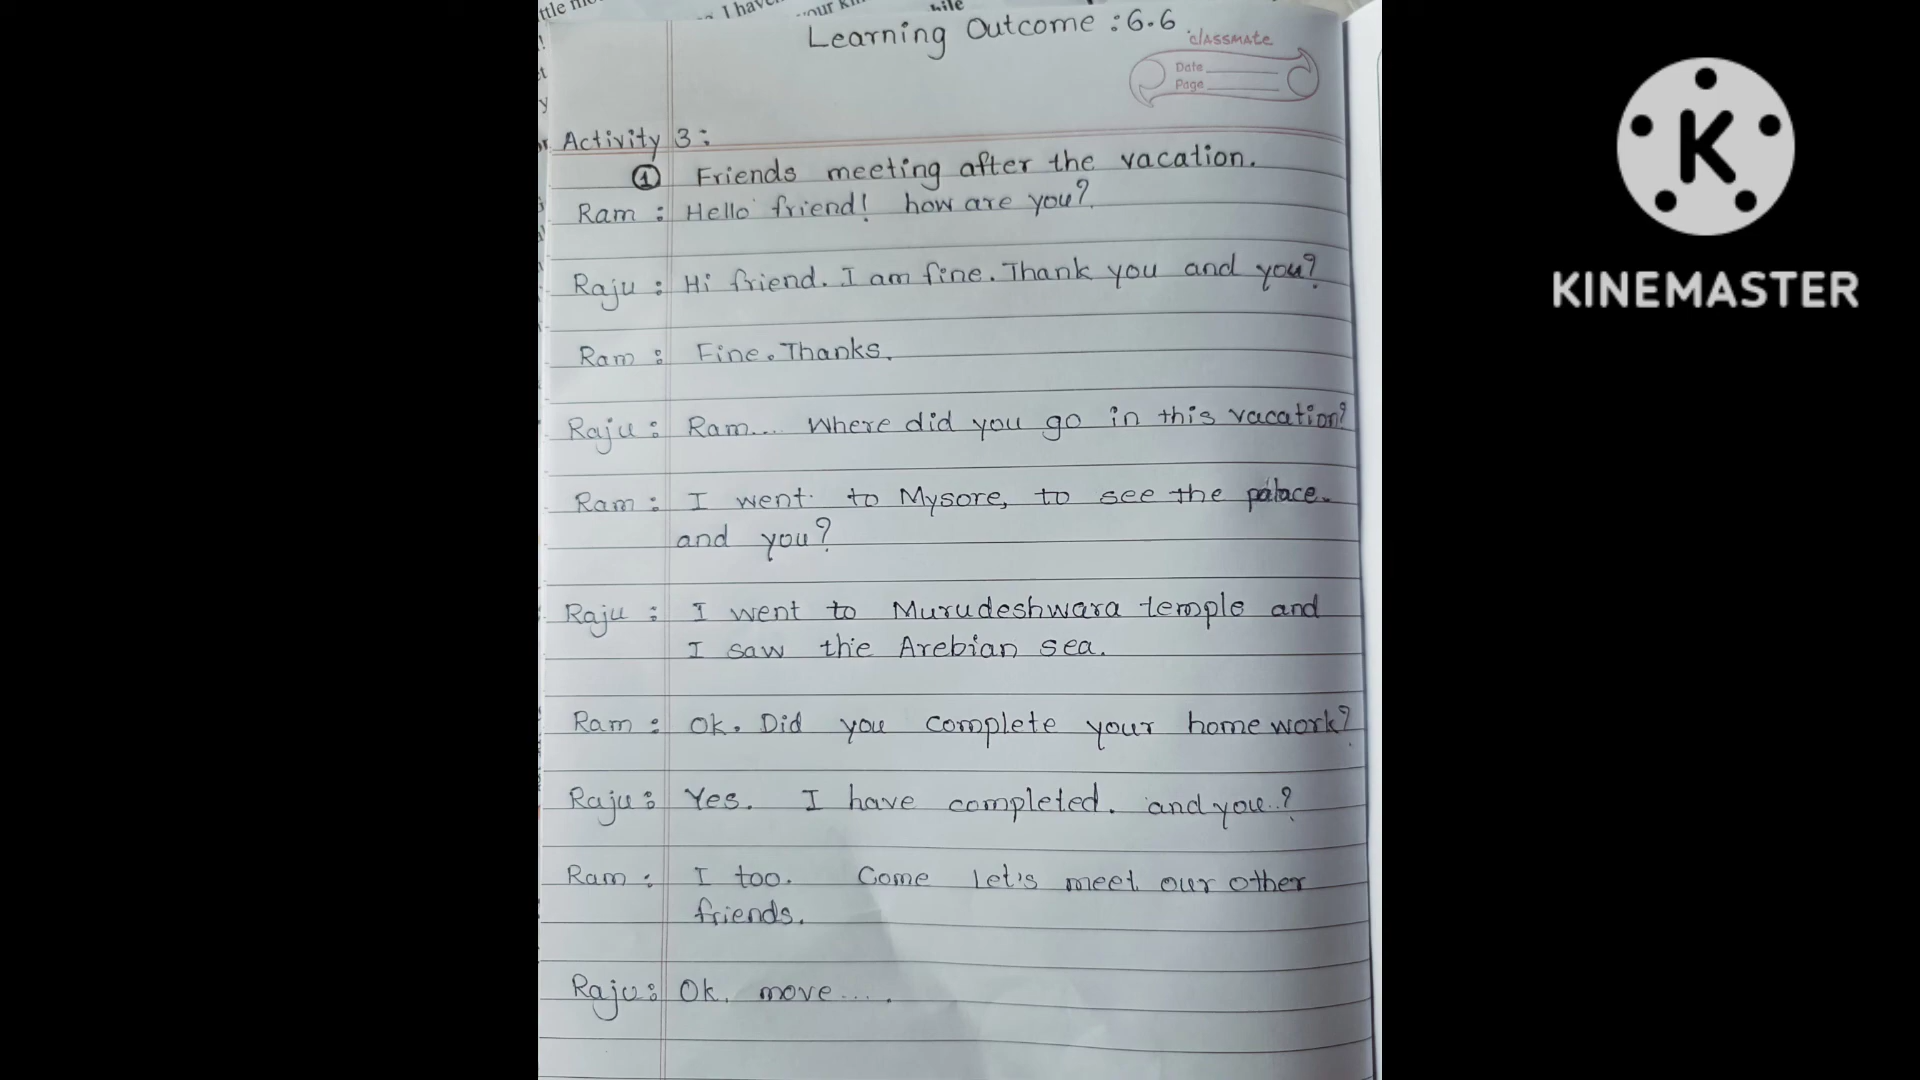 ttle
I have
your
hile
Learning Outcome : 6.6
classmate
Date
Page
Activity 3:
① Friends meeting after the vacation.
Ram : Hello friend! how are you?
Raju : Hi friend. I am fine. Thank you and you?
Ram : Fine. Thanks.
Raju : Ram.... Where did you go in this vacation?
Ram : I went to Mysore, to see the palace.
and you?
Raju : I went to Murudeshwara temple and
I saw the Arebian sea.
Ram : Ok. Did you complete your home work?
Raju : Yes. I have completed. and you..?
Ram : I too. Come Let's meet our other
friends.
Raju : Ok. move.....
K
KINEMASTER